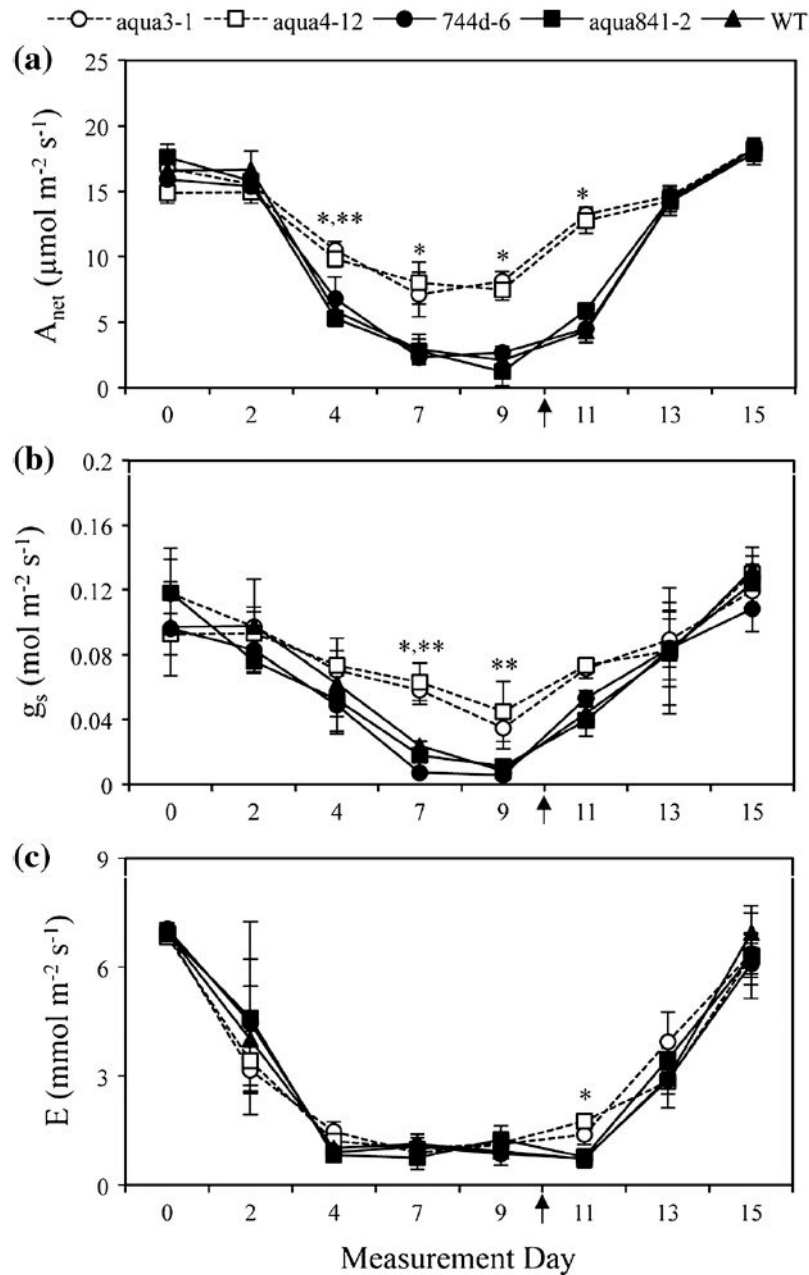 aqua3-1 aqua4-12 744d-6 aqua841-2 WT
(a)
25
20
15
10
5
0
A_net (μmol m⁻² s⁻¹)
*,** * * *
0 2 4 7 9 11 13 15
(b)
0.2
0.16
0.12
0.08
0.04
0
g_s (mol m⁻² s⁻¹)
*,** **
0 2 4 7 9 11 13 15
(c)
9
6
3
0
E (mmol m⁻² s⁻¹)
*
0 2 4 7 9 11 13 15
Measurement Day